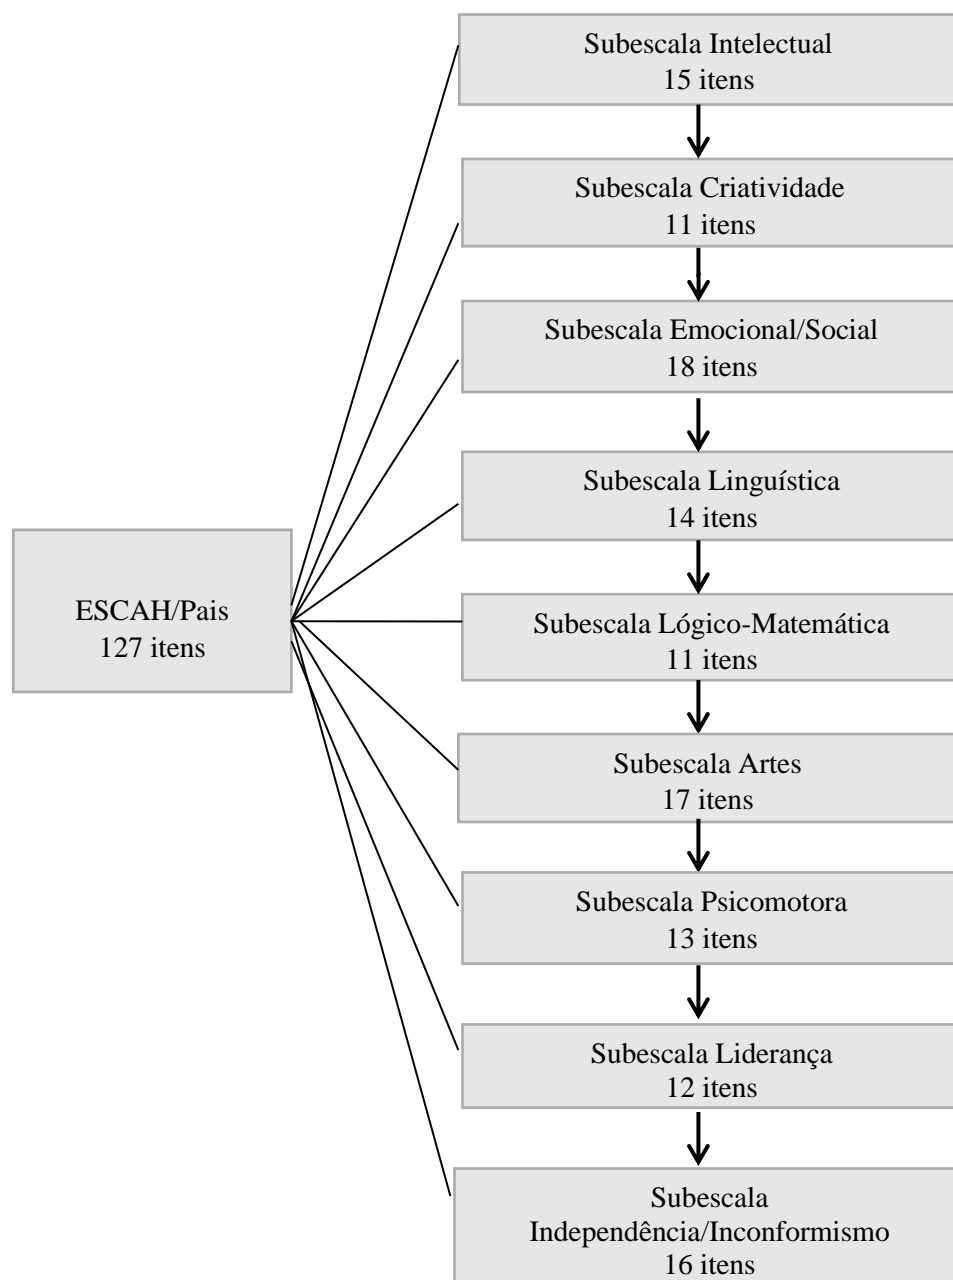 Subescala Intelectual
15 itens
Subescala Criatividade
11 itens
Subescala Emocional/Social
18 itens
Subescala Linguística
14 itens
ESCAH/Pais
127 itens
Subescala Lógico-Matemática
11 itens
Subescala Artes
17 itens
Subescala Psicomotora
13 itens
Subescala Liderança
12 itens
Subescala
Independência/Inconformismo
16 itens